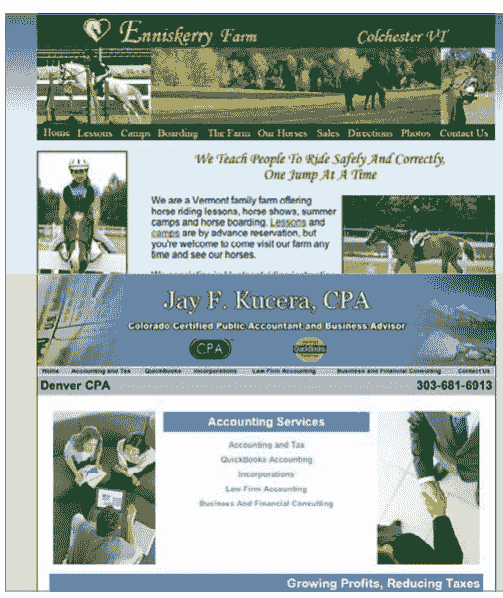 Enniskerry Farm Colchester VT
Home Lessons Camps Boarding The Farm Our Horses Sales Directions Photos Contact Us
We Teach People To Ride Safely And Correctly,
One Jump At A Time
We are a Vermont family farm offering
horse riding lessons, horse shows, summer
camps and horse boarding. Lessons and
camps are by advance reservation, but
you're welcome to come visit our farm any
time and see our horses.
Jay F. Kucera, CPA
Colorado Certified Public Accountant and Business Advisor
CPA QuickBooks
Home Accounting and Tax QuickBooks Incorporations Law Firm Accounting Business and Financial Consulting Contact Us
Denver CPA 303-681-6913
Accounting Services
Accounting and Tax
QuickBooks Accounting
Incorporations
Law Firm Accounting
Business And Financial Consulting
Growing Profits, Reducing Taxes